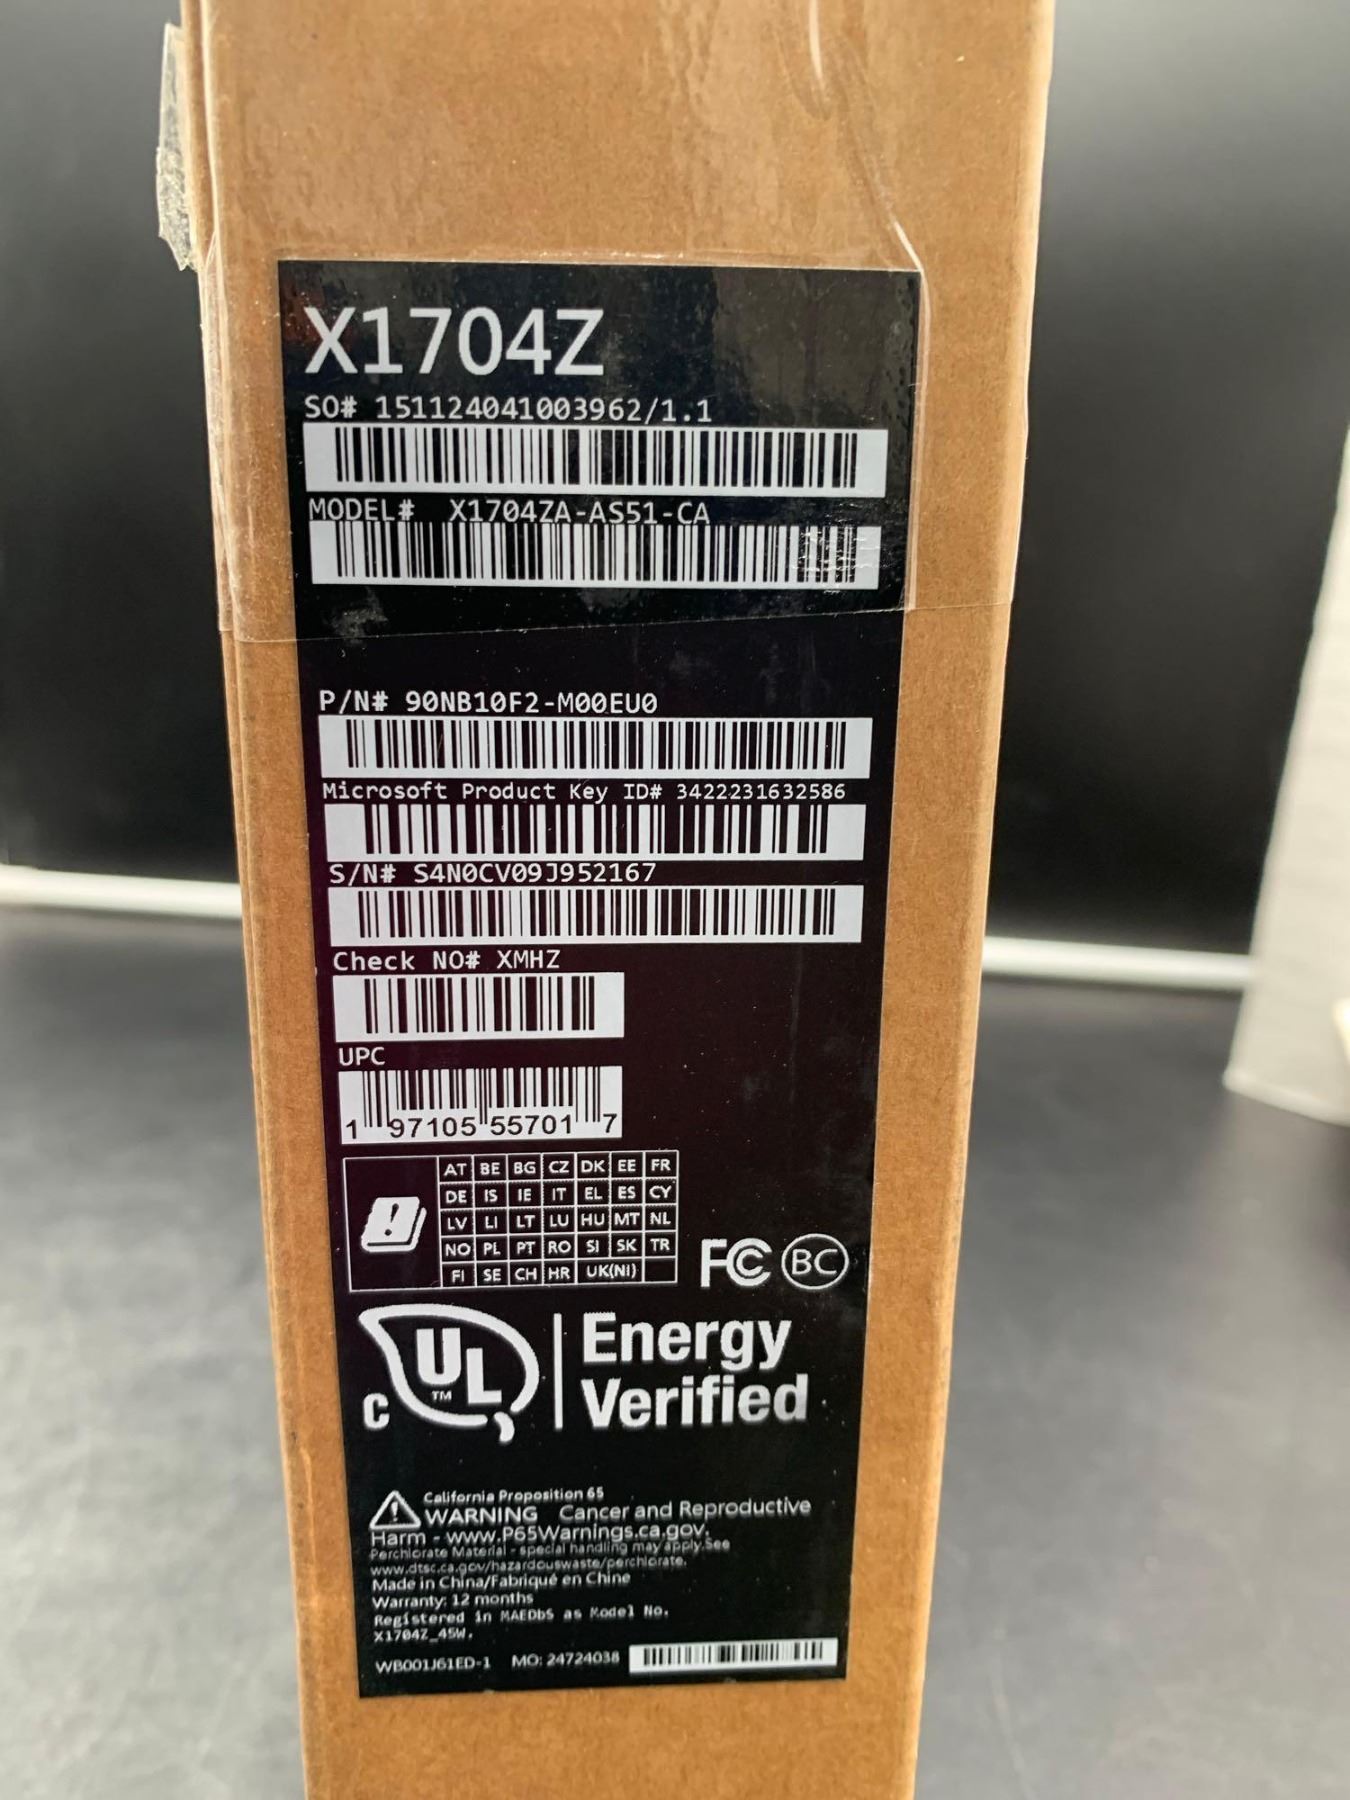 X1704Z
SO# 151124041003962/1.1
MODEL# X1704ZA-AS51-CA
P/N# 90NB10F2-M00EU0
Microsoft Product Key ID# 3422231632586
S/N# S4N0CV09J952167
Check NO# XMHZ
UPC
1 97105 55701 7
AT BE BG CZ DK EE FR
DE IS IE IT EL ES CY
LV LI LT LU HU MT NL
NO PL PT RO SI SK TR
FI SE CH HR UK(NI)
FC BC
C UL ™ Energy
Verified
California Proposition 65
WARNING Cancer and Reproductive
Harm - www.P65Warnings.ca.gov.
Perchlorate Material - special handling may apply.See
www.dtsc.ca.gov/hazardouswaste/perchlorate.
Made in China/Fabriqué en Chine
Warranty: 12 months
Registered in MAEDbS as Model No.
X1704Z_45W.
WB001J61ED-1 MO: 24724038